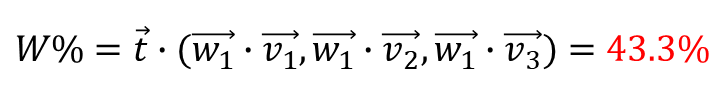 W% = t⃗ · (w₁⃗ · v₁⃗, w₁⃗ · v₂⃗, w₁⃗ · v₃⃗) = 43.3%